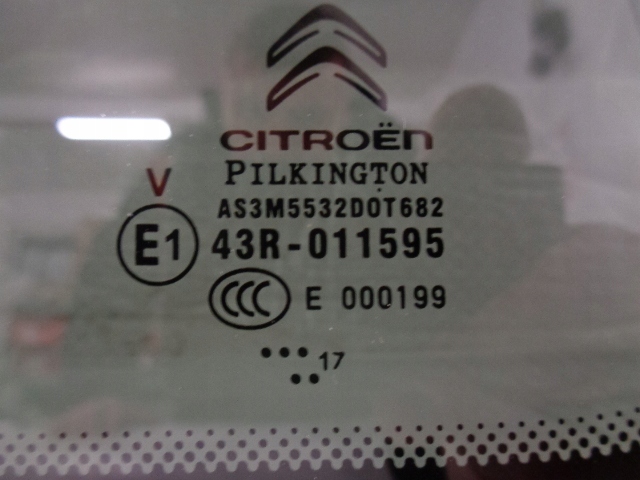 CITROËN
PILKINGTON
V
AS3M5532DOT682
E1 43R-011595
CCC E 000199
•••17
••